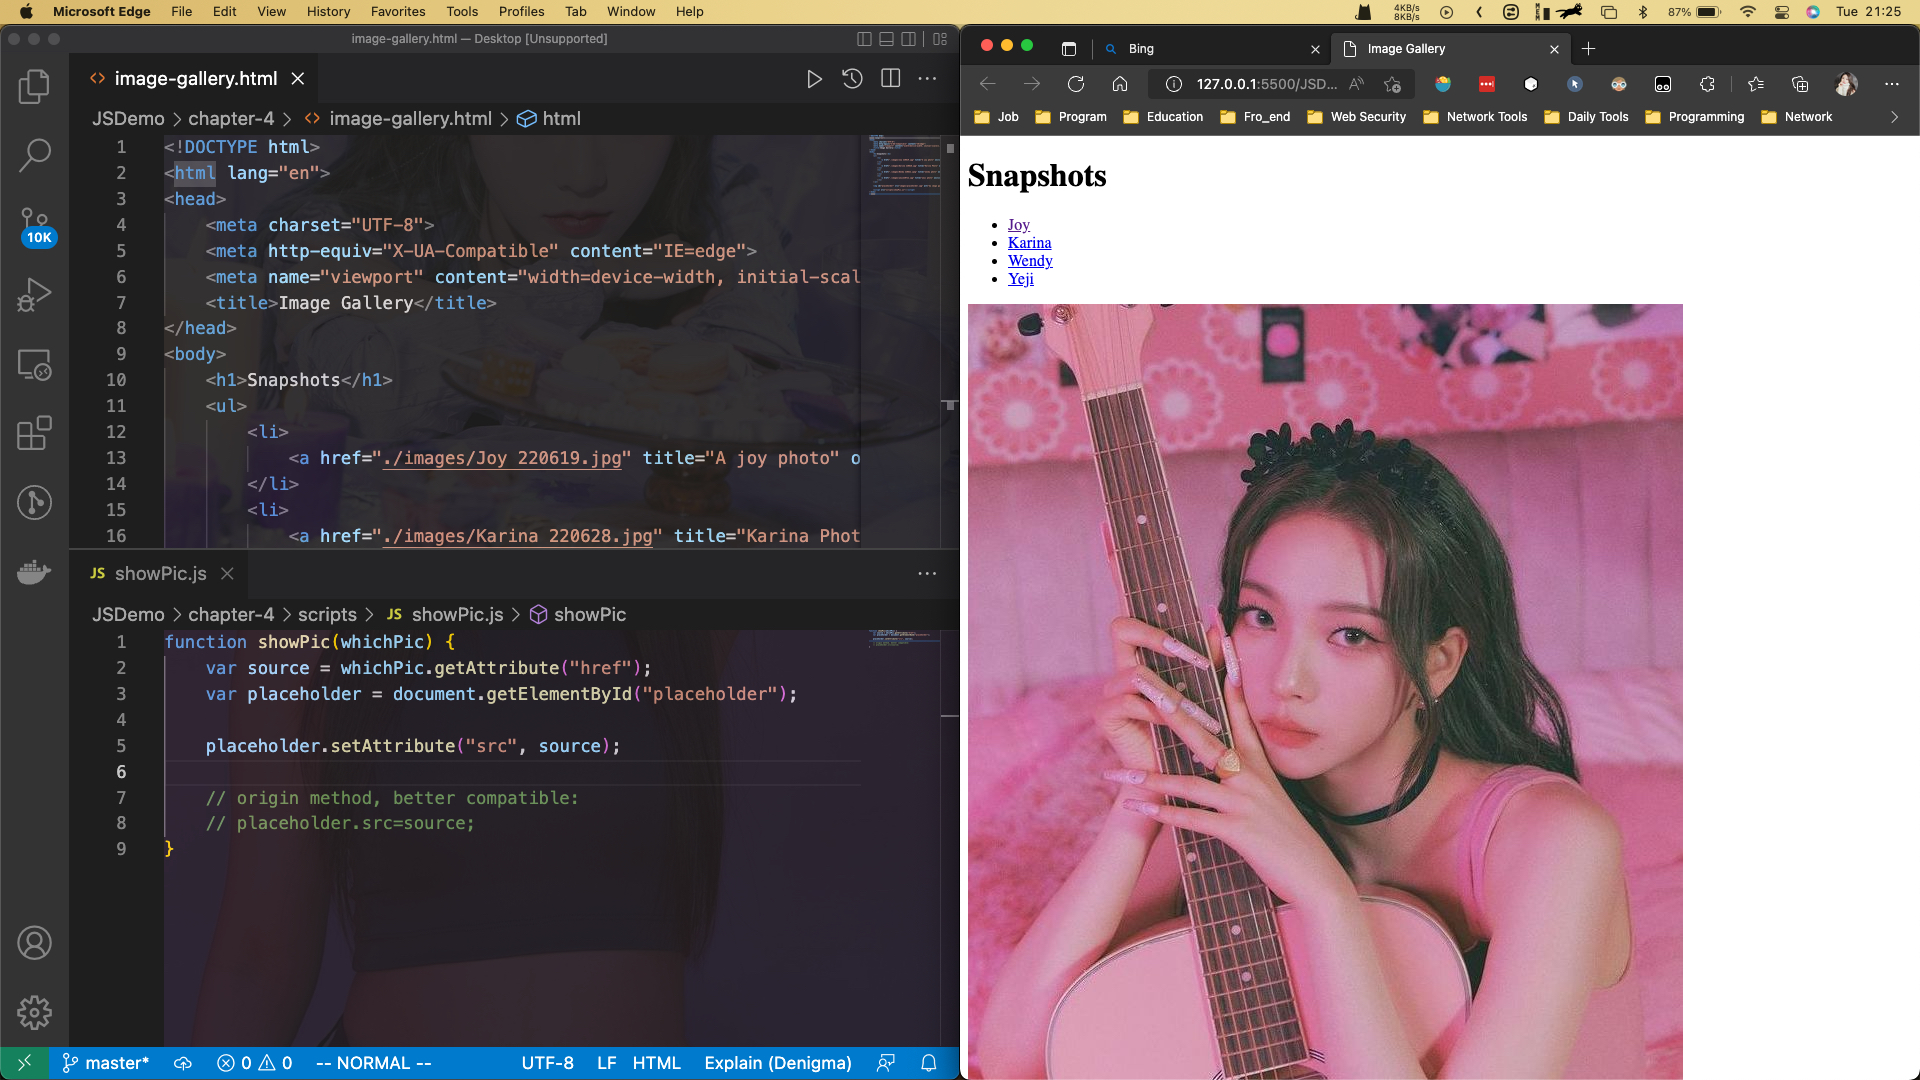 Microsoft Edge File Edit View History Favorites Tools Profiles Tab Window Help
4KB/s
8KB/s
87% Tue 21:25
image-gallery.html — Desktop [Unsupported]
image-gallery.html
JSDemo > chapter-4 > image-gallery.html > html
1 <!DOCTYPE html>
2 <html lang="en">
3 <head>
4 <meta charset="UTF-8">
5 <meta http-equiv="X-UA-Compatible" content="IE=edge">
6 <meta name="viewport" content="width=device-width, initial-scal
7 <title>Image Gallery</title>
8 </head>
9 <body>
10 <h1>Snapshots</h1>
11 <ul>
12 <li>
13 <a href="./images/Joy 220619.jpg" title="A joy photo" o
14 </li>
15 <li>
16 <a href="./images/Karina 220628.jpg" title="Karina Phot
10K
JS showPic.js
JSDemo > chapter-4 > scripts > JS showPic.js > showPic
1 function showPic(whichPic) {
2 var source = whichPic.getAttribute("href");
3 var placeholder = document.getElementById("placeholder");
4
5 placeholder.setAttribute("src", source);
6
7 // origin method, better compatible:
8 // placeholder.src=source;
9 }
master* 0 0 -- NORMAL -- UTF-8 LF HTML Explain (Denigma)
Bing
Image Gallery
127.0.0.1:5500/JSD...
Job Program Education Fro_end Web Security Network Tools Daily Tools Programming Network
Snapshots
Joy
Karina
Wendy
Yeji